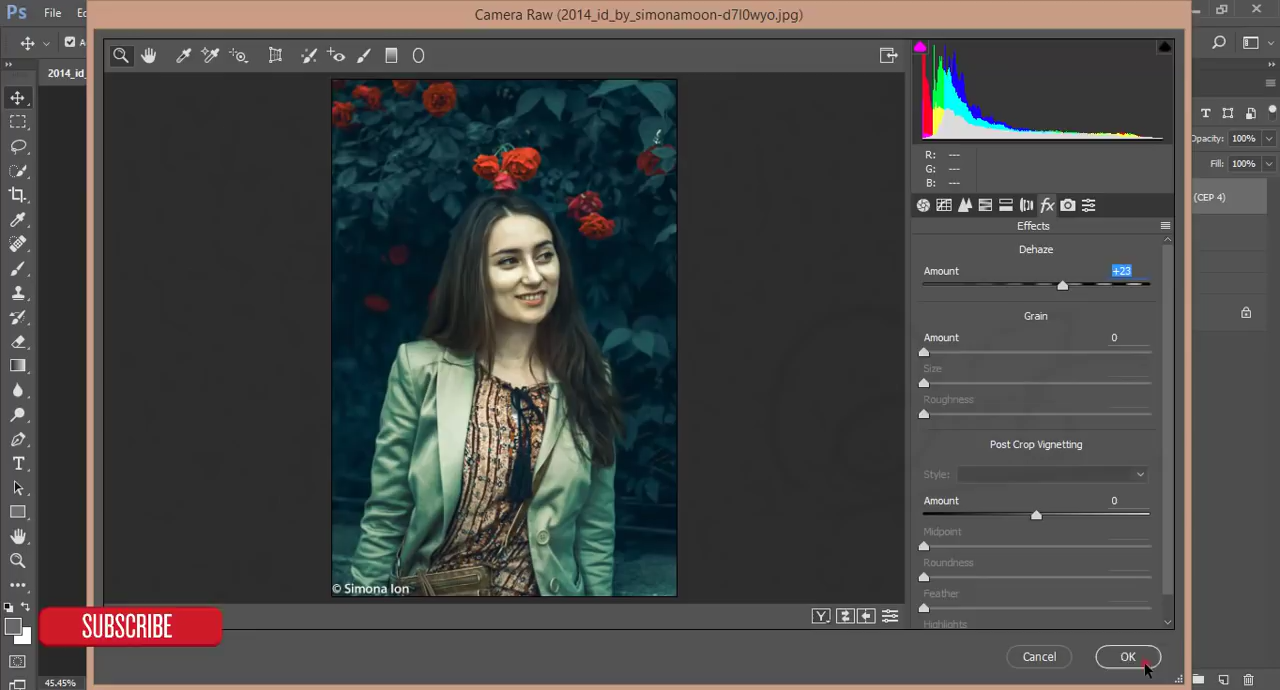 Ps File
Camera Raw (2014_id_by_simonamoon-d7l0wyo.jpg)
2014_id_
R: ---
G: ---
B: ---
Opacity: 100%
Fill: 100%
(CEP 4)
fx
Effects
Dehaze
Amount +23
Grain
Amount 0
Size
Roughness
Post Crop Vignetting
Style:
Amount 0
Midpoint
Roundness
Feather
Highlights
© Simona Ion
Y
SUBSCRIBE
Cancel OK
45.45%